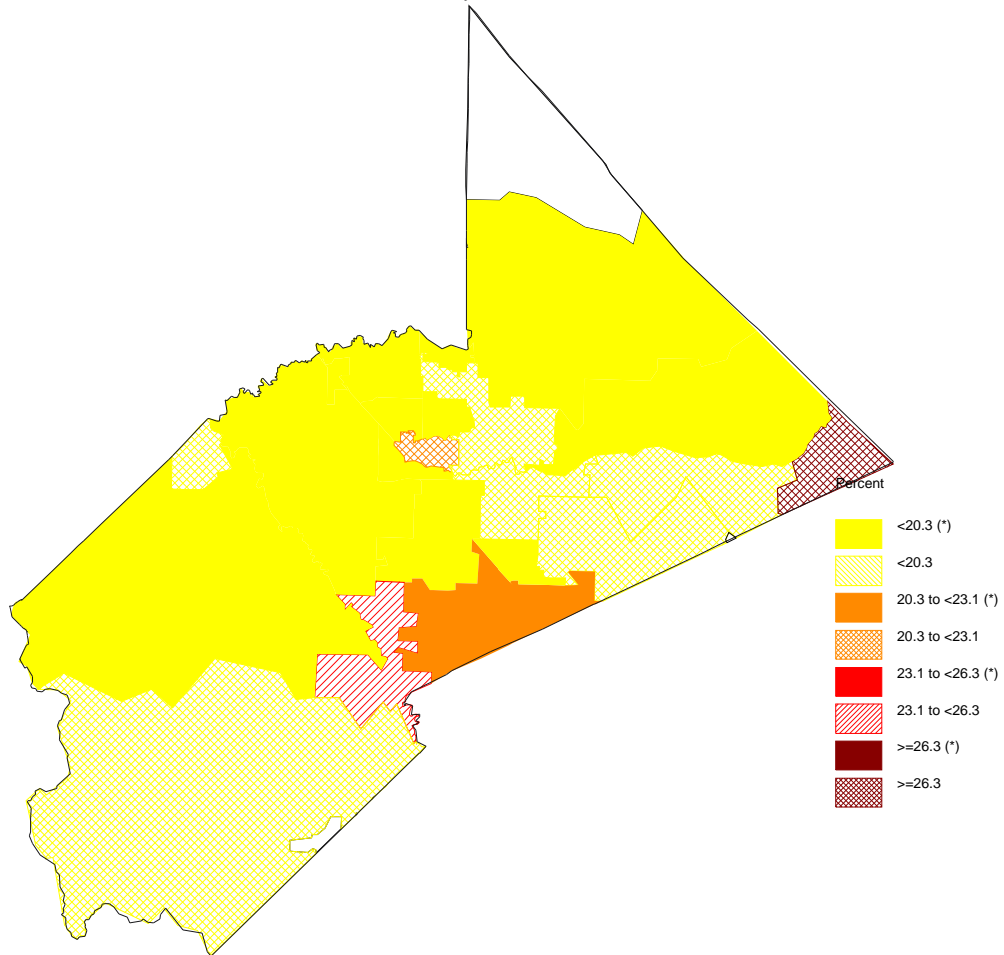 Percent
<20.3 (*)
<20.3
20.3 to <23.1 (*)
20.3 to <23.1
23.1 to <26.3 (*)
23.1 to <26.3
>=26.3 (*)
>=26.3